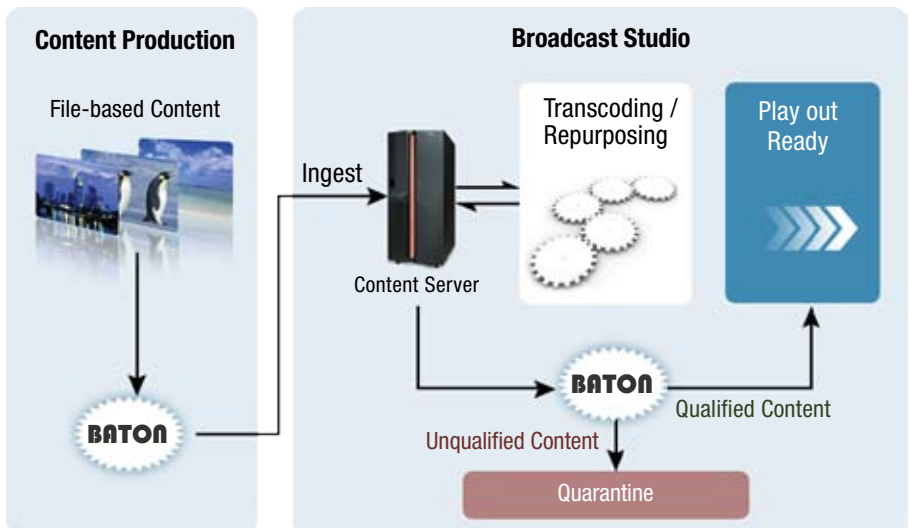 Content Production
File-based Content
BATON
Broadcast Studio
Ingest
Content Server
Transcoding /
Repurposing
Play out
Ready
BATON
Qualified Content
Unqualified Content
Quarantine